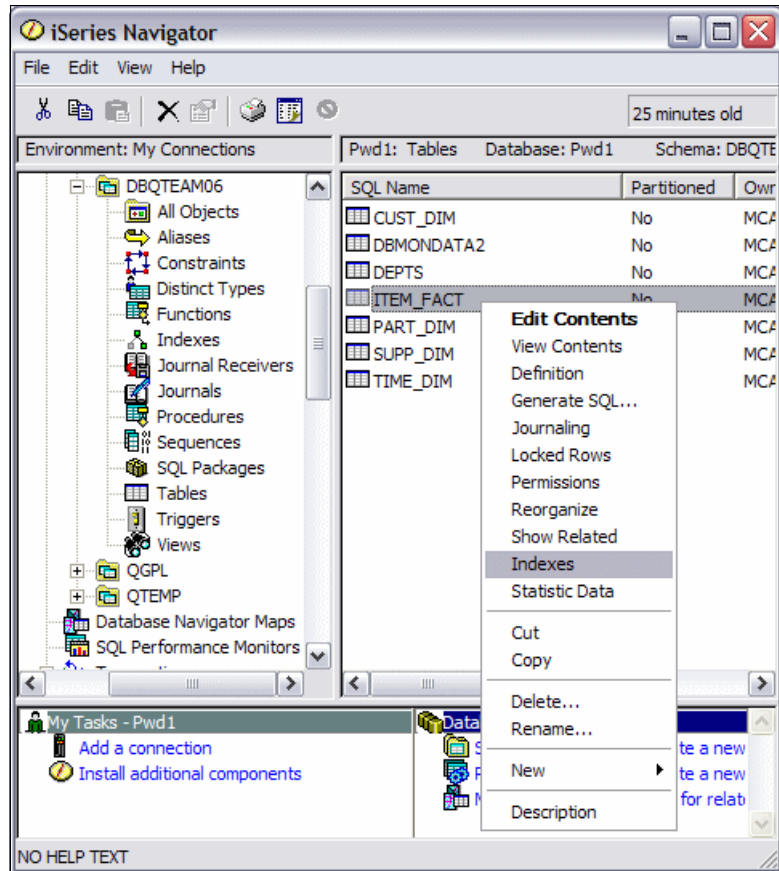 iSeries Navigator
File Edit View Help
25 minutes old
Environment: My Connections
Pwd1: Tables Database: Pwd1 Schema: DBQTE
DBQTEAM06
All Objects
Aliases
Constraints
Distinct Types
Functions
Indexes
Journal Receivers
Journals
Procedures
Sequences
SQL Packages
Tables
Triggers
Views
QGPL
QTEMP
Database Navigator Maps
SQL Performance Monitors
SQL Name Partitioned Owr
CUST_DIM No MCA
DBMONDATA2 No MCA
DEPTS No MCA
ITEM_FACT No MCA
PART_DIM MCA
SUPP_DIM MCA
TIME_DIM MCA
Edit Contents
View Contents
Definition
Generate SQL...
Journaling
Locked Rows
Permissions
Reorganize
Show Related
Indexes
Statistic Data
Cut
Copy
Delete...
Rename...
New
Description
My Tasks - Pwd1
Add a connection
Install additional components
Data
te a new
te a new
for relat
NO HELP TEXT